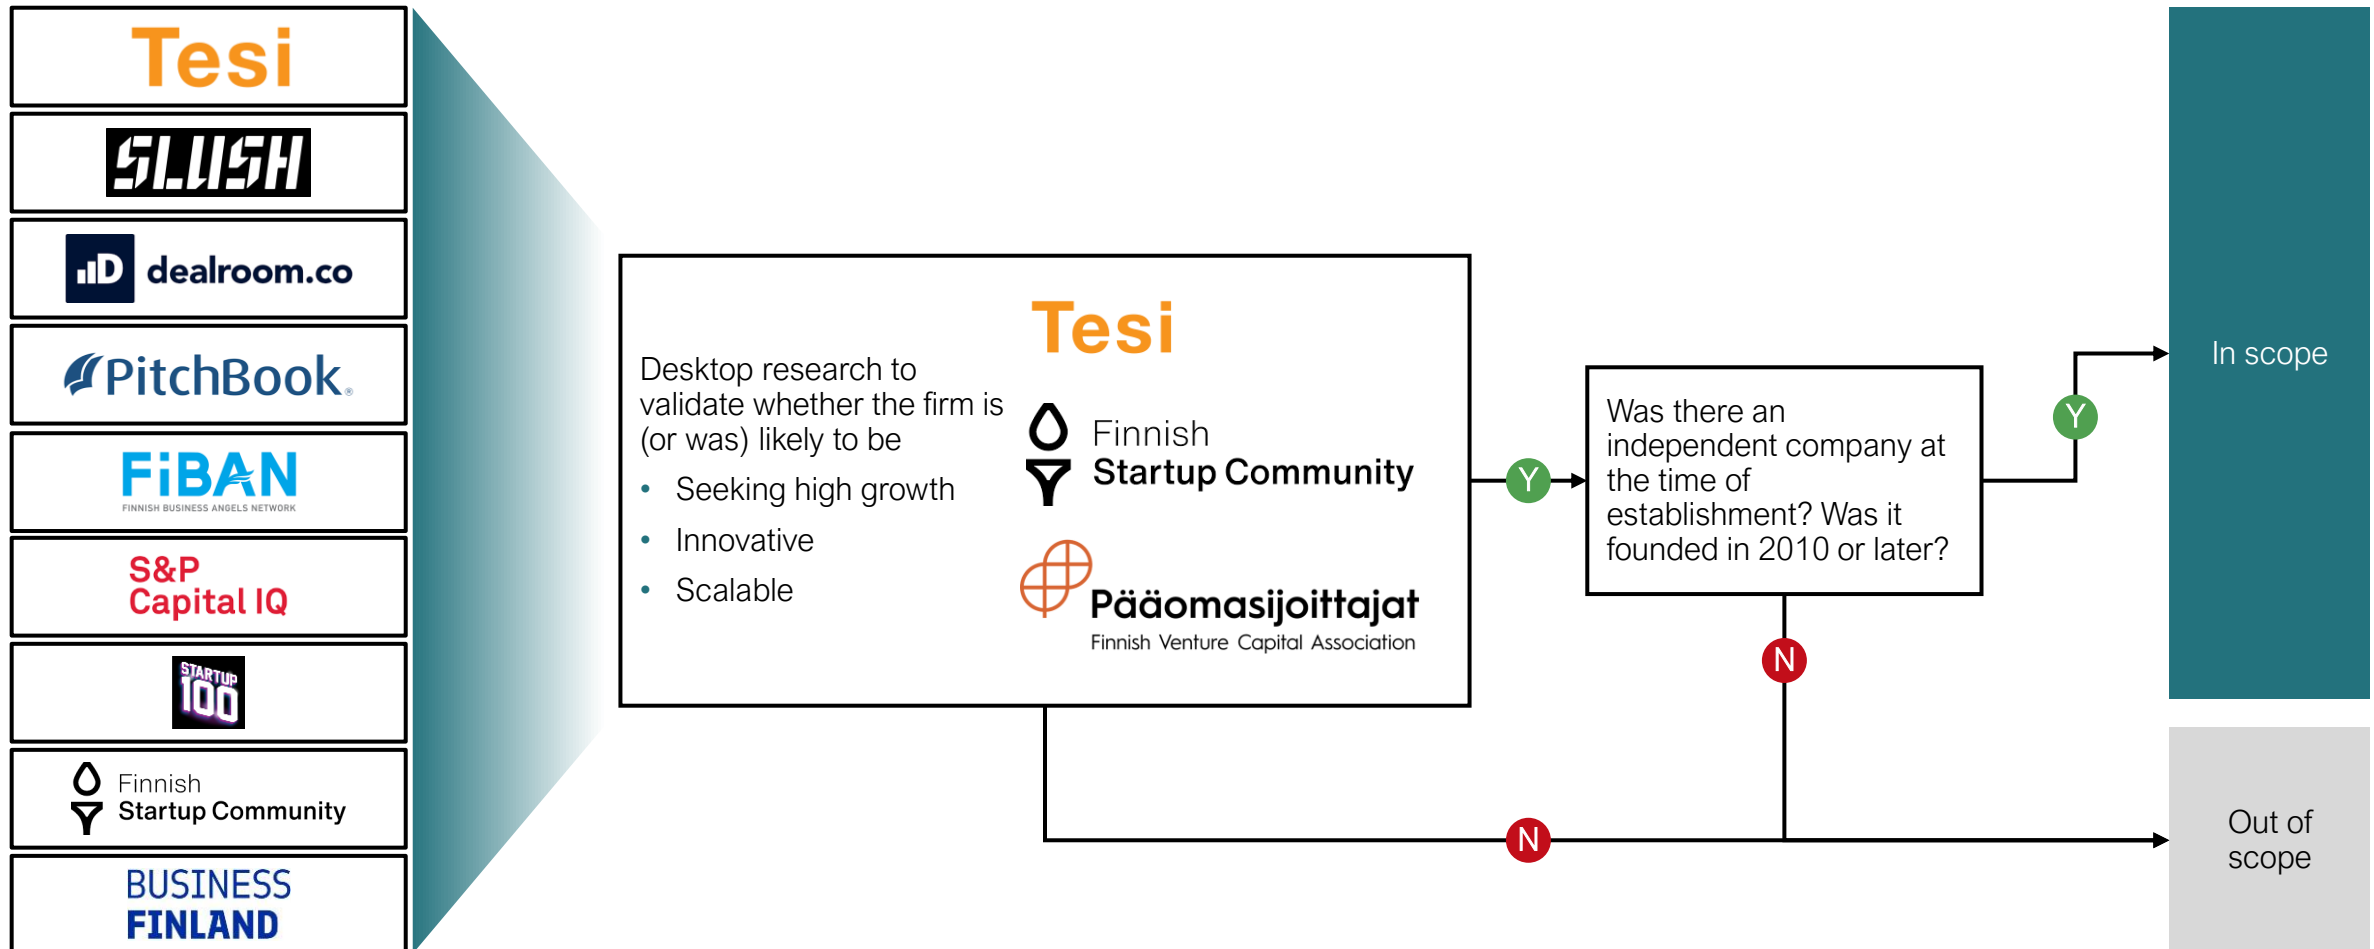 Tesi
SLUSH
D dealroom.co
PitchBook®
FiBAN
FINNISH BUSINESS ANGELS NETWORK
S&P
Capital IQ
STARTUP
100
Finnish
Startup Community
BUSINESS
FINLAND
Desktop research to
validate whether the firm is
(or was) likely to be
• Seeking high growth
• Innovative
• Scalable
Tesi
Finnish
Startup Community
Pääomasijoittajat
Finnish Venture Capital Association
Y
Was there an
independent company at
the time of
establishment? Was it
founded in 2010 or later?
Y
N
N
In scope
Out of
scope